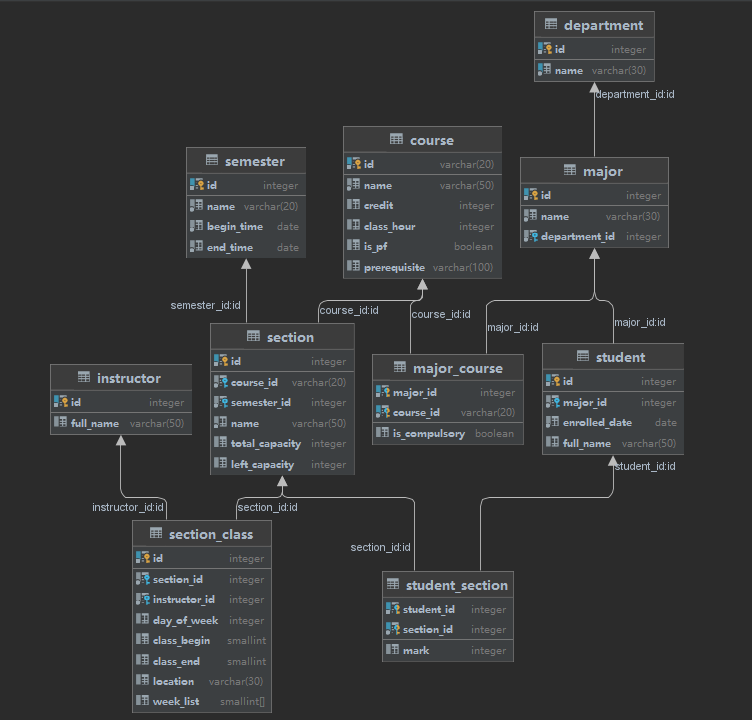 department
id integer
name varchar(30)
department_id:id
course
id varchar(20)
name varchar(50)
credit integer
class_hour integer
is_pf boolean
prerequisite varchar(100)
semester
id integer
name varchar(20)
begin_time date
end_time date
major
id integer
name varchar(30)
department_id integer
semester_id:id
course_id:id
course_id:id
major_id:id
major_id:id
section
id integer
course_id varchar(20)
semester_id integer
name varchar(50)
total_capacity integer
left_capacity integer
major_course
major_id integer
course_id varchar(20)
is_compulsory boolean
student
id integer
major_id integer
enrolled_date date
full_name varchar(50)
instructor
id integer
full_name varchar(50)
student_id:id
instructor_id:id
section_id:id
section_id:id
section_class
id integer
section_id integer
instructor_id integer
day_of_week integer
class_begin smallint
class_end smallint
location varchar(30)
week_list smallint[]
student_section
student_id integer
section_id integer
mark integer